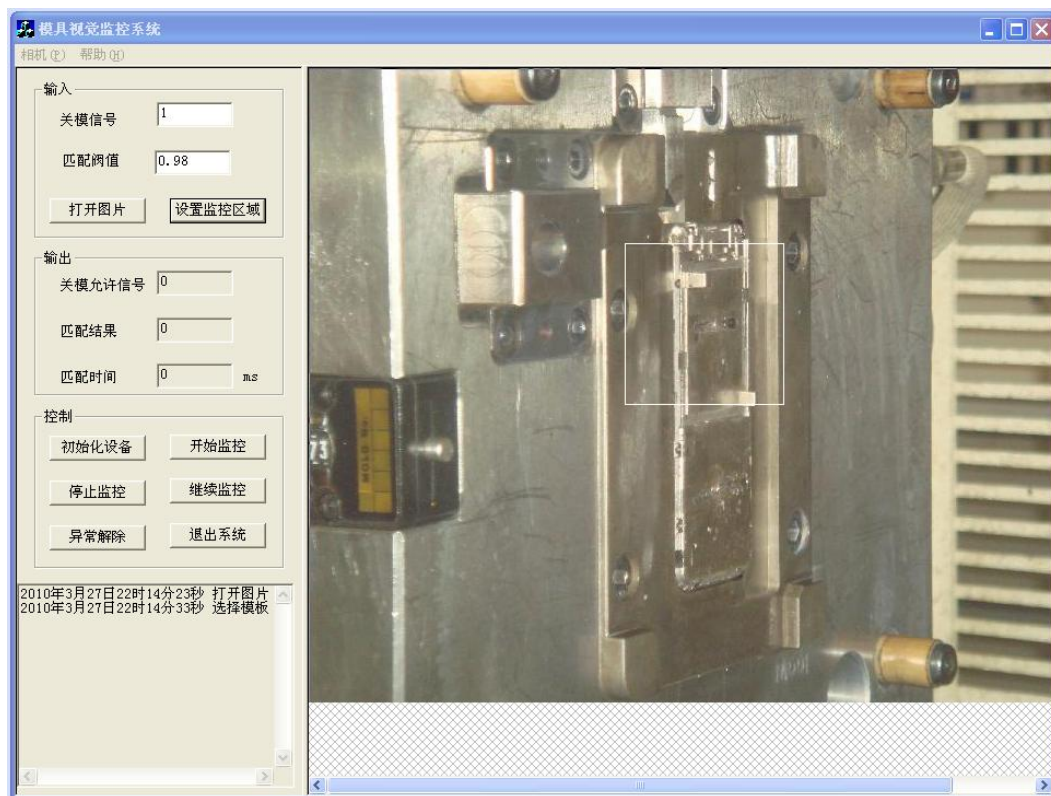 模具视觉监控系统
相机(P) 帮助(H)
输入
关模信号 1
匹配阀值 0.98
打开图片 设置监控区域
输出
关模允许信号 0
匹配结果 0
匹配时间 0 ms
控制
初始化设备 开始监控
停止监控 继续监控
异常解除 退出系统
2010年3月27日22时14分23秒 打开图片
2010年3月27日22时14分33秒 选择模板
73
MOLD